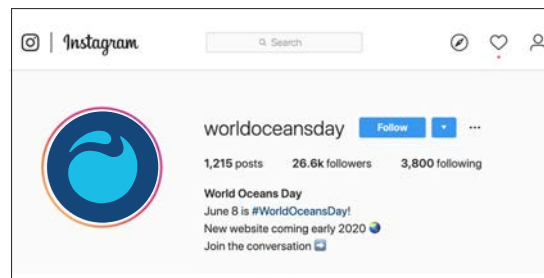 Instagram
Search
worldoceansday Follow
1,215 posts 26.6k followers 3,800 following
World Oceans Day
June 8 is #WorldOceansDay!
New website coming early 2020
Join the conversation